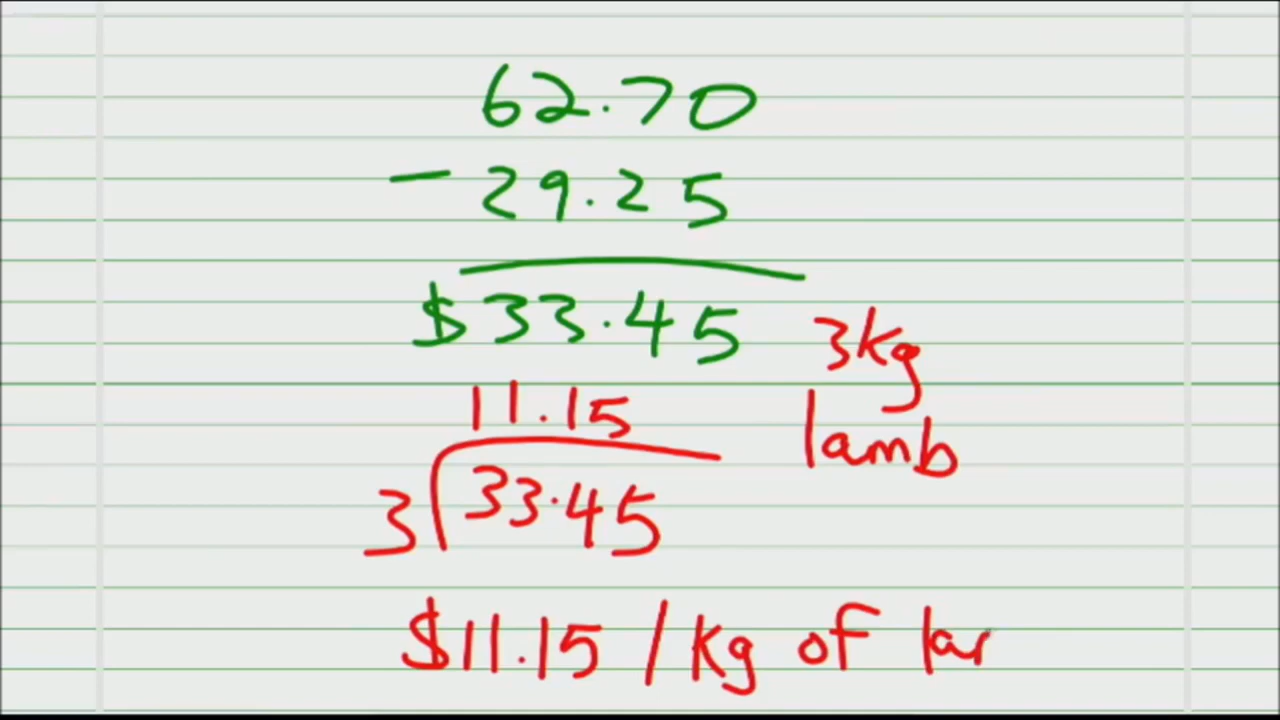 62.70
- 29.25
$33.45
3kg
lamb
11.15
3 33.45
$11.15 / kg of